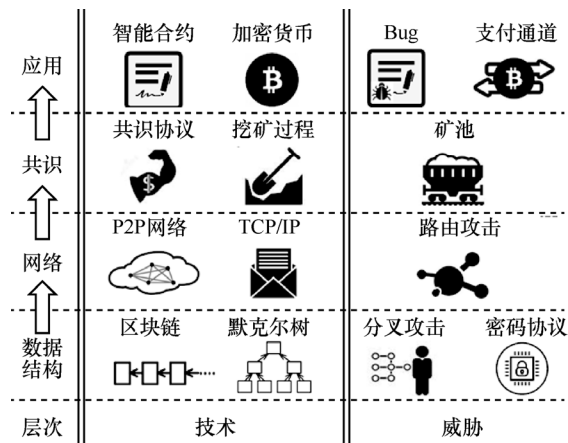 智能合约 加密货币 Bug 支付通道
应用
共识协议 挖矿过程 矿池
共识
P2P网络 TCP/IP 路由攻击
网络
区块链 默克尔树 分叉攻击 密码协议
数据
结构
层次 技术 威胁